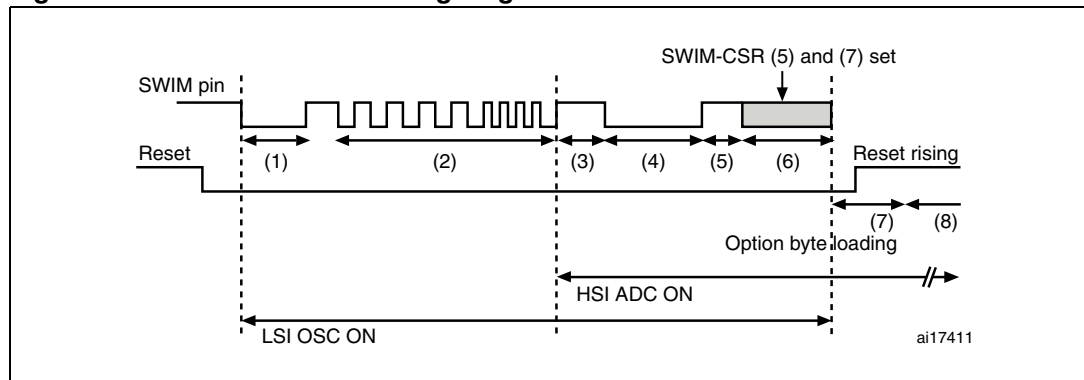 SWIM-CSR (5) and (7) set
SWIM pin
(1)
(2)
(3)
(4)
(5)
(6)
Reset
Reset rising
(7)
(8)
Option byte loading
HSI ADC ON
LSI OSC ON
ai17411